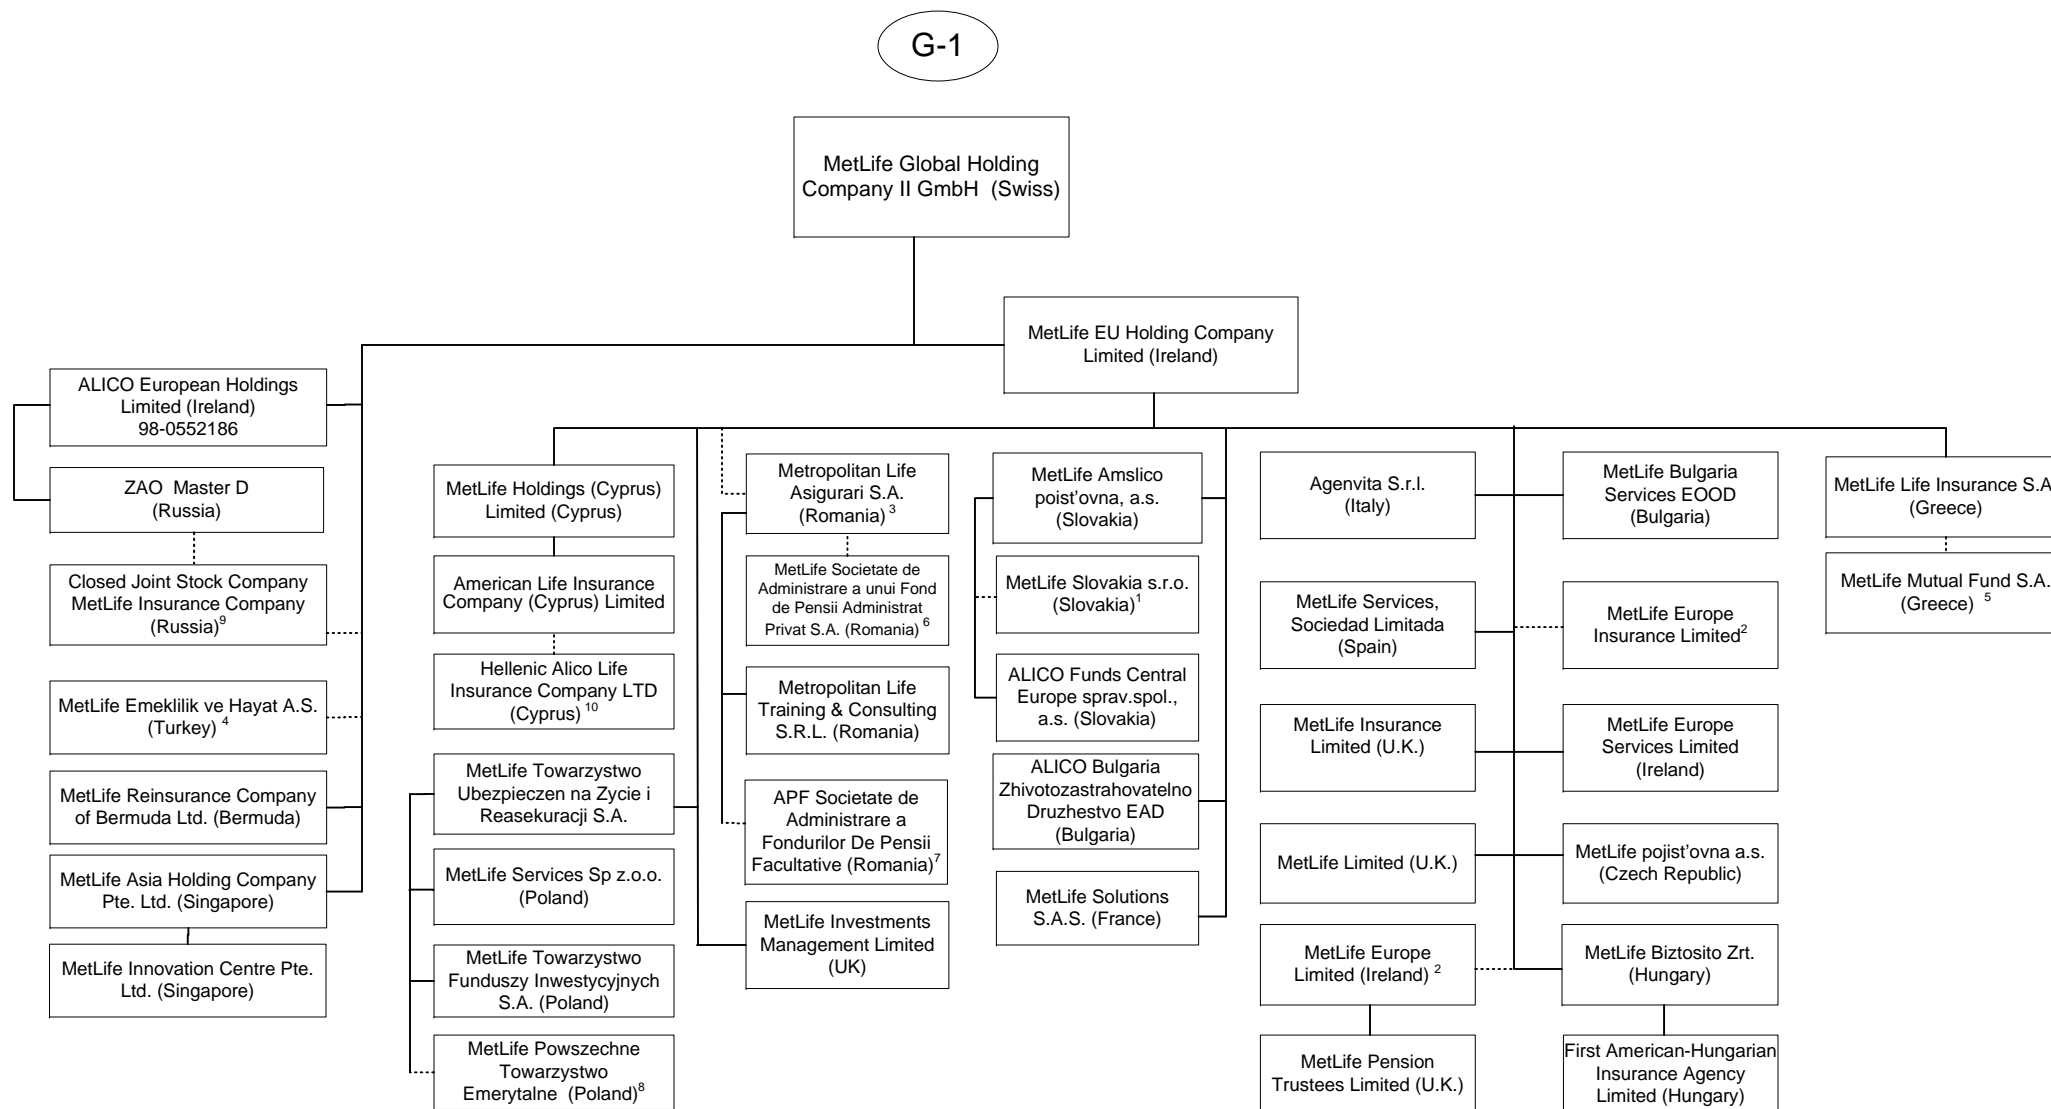 G-1
MetLife Global Holding
Company II GmbH  (Swiss)
MetLife EU Holding Company
Limited (Ireland)
ALICO European Holdings
Limited (Ireland)
98-0552186
ZAO  Master D
(Russia)
Closed Joint Stock Company
MetLife Insurance Company
(Russia)9
MetLife Emeklilik ve Hayat A.S.
(Turkey) 4
MetLife Reinsurance Company
of Bermuda Ltd. (Bermuda)
MetLife Asia Holding Company
Pte. Ltd. (Singapore)
MetLife Innovation Centre Pte.
Ltd. (Singapore)
MetLife Holdings (Cyprus)
Limited (Cyprus)
American Life Insurance
Company (Cyprus) Limited
Hellenic Alico Life
Insurance Company LTD
(Cyprus) 10
MetLife Towarzystwo
Ubezpieczen na Zycie i
Reasekuracji S.A.
MetLife Services Sp z.o.o.
(Poland)
MetLife Towarzystwo
Funduszy Inwestycyjnych
S.A. (Poland)
MetLife Powszechne
Towarzystwo
Emerytalne  (Poland)8
Metropolitan Life
Asigurari S.A.
(Romania) 3
MetLife Societate de
Administrare a unui Fond
de Pensii Administrat
Privat S.A. (Romania) 6
Metropolitan Life
Training & Consulting
S.R.L. (Romania)
APF Societate de
Administrare a
Fondurilor De Pensii
Facultative (Romania)7
MetLife Investments
Management Limited
(UK)
MetLife Amslico
poist'ovna, a.s.
(Slovakia)
MetLife Slovakia s.r.o.
(Slovakia)1
ALICO Funds Central
Europe sprav.spol.,
a.s. (Slovakia)
ALICO Bulgaria
Zhivotozastrahovatelno
Druzhestvo EAD
(Bulgaria)
MetLife Solutions
S.A.S. (France)
Agenvita S.r.l.
(Italy)
MetLife Services,
Sociedad Limitada
(Spain)
MetLife Insurance
Limited (U.K.)
MetLife Limited (U.K.)
MetLife Europe
Limited (Ireland) 2
MetLife Pension
Trustees Limited (U.K.)
MetLife Bulgaria
Services EOOD
(Bulgaria)
MetLife Europe
Insurance Limited2
MetLife Europe
Services Limited
(Ireland)
MetLife pojist'ovna a.s.
(Czech Republic)
MetLife Biztosito Zrt.
(Hungary)
First American-Hungarian
Insurance Agency
Limited (Hungary)
MetLife Life Insurance S.A
(Greece)
MetLife Mutual Fund S.A.
(Greece) 5